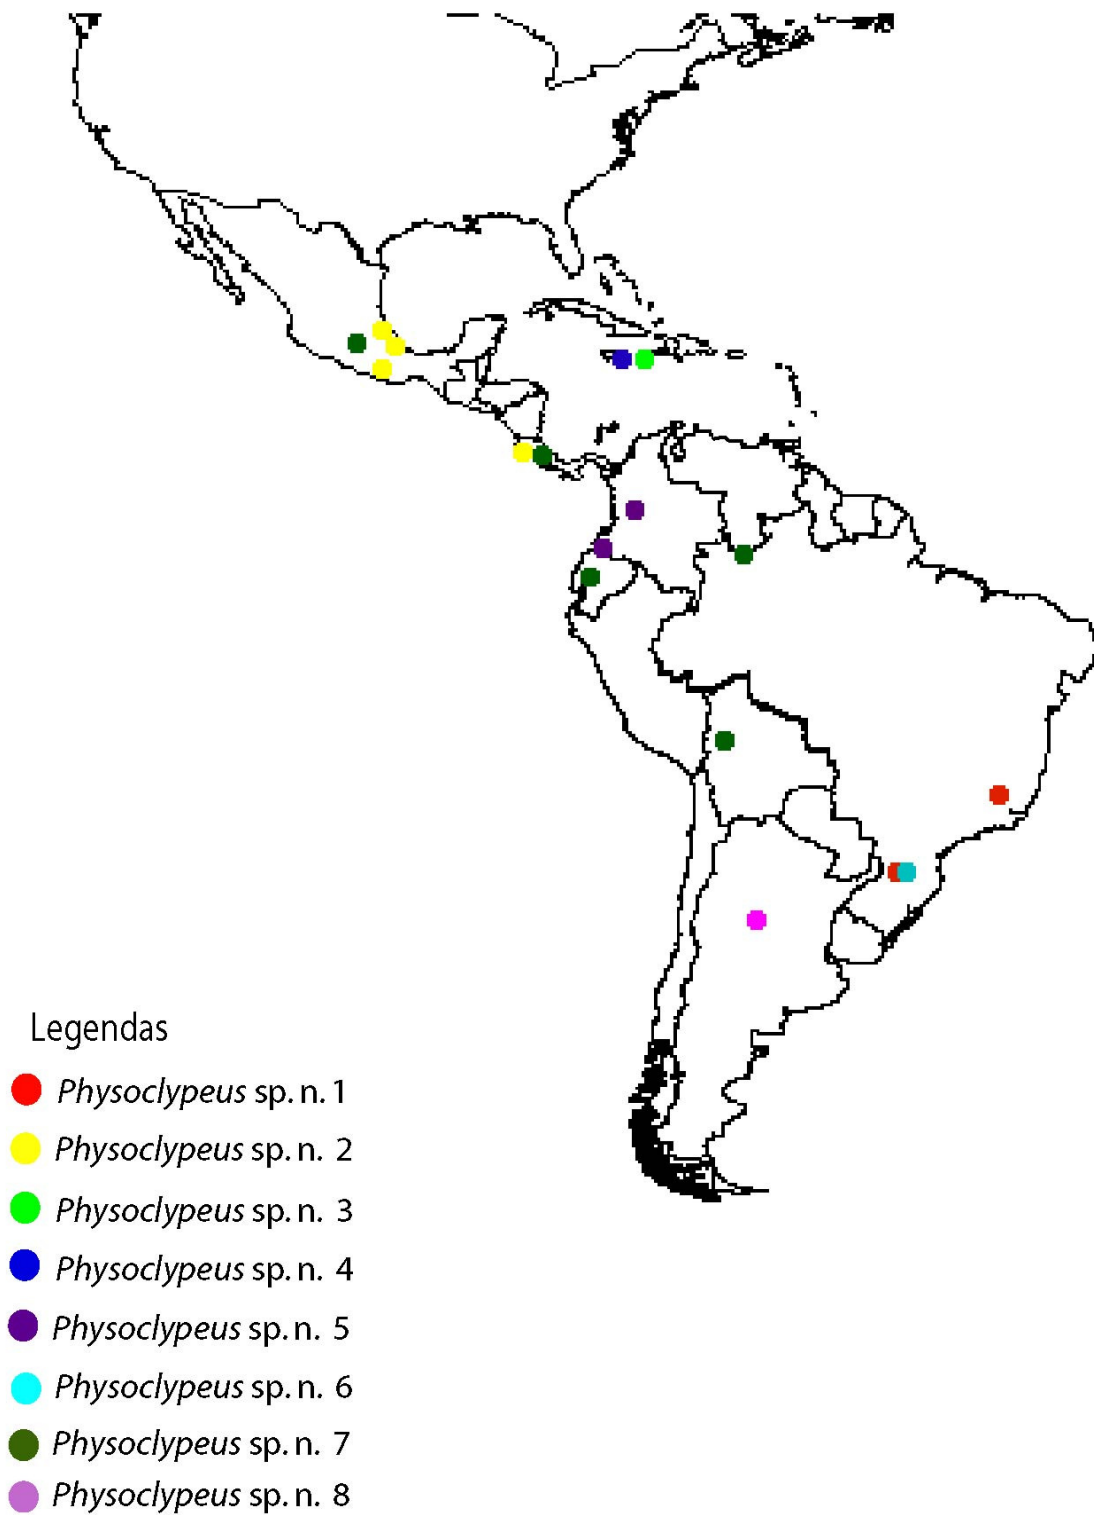 Legendas
Physoclypeus sp. n. 1
Physoclypeus sp. n. 2
Physoclypeus sp. n. 3
Physoclypeus sp. n. 4
Physoclypeus sp. n. 5
Physoclypeus sp. n. 6
Physoclypeus sp. n. 7
Physoclypeus sp. n. 8